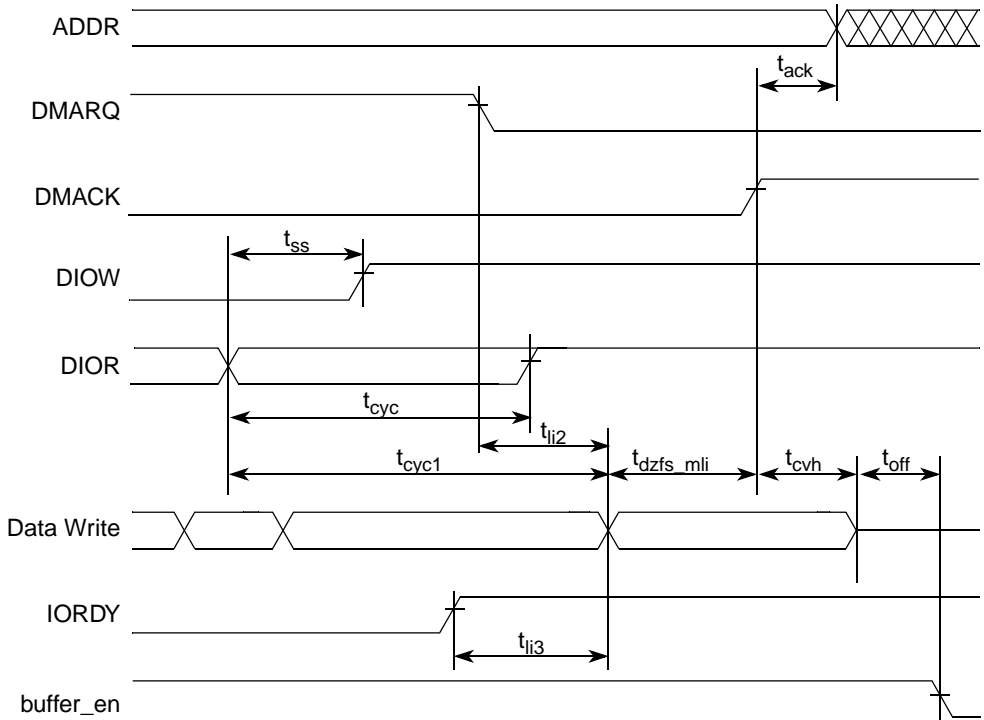 ADDR
t_ack
DMARQ
DMACK
t_ss
DIOW
DIOR
t_cyc
t_li2
t_cyc1
t_dzfs_mli
t_cvh
t_off
Data Write
IORDY
t_li3
buffer_en